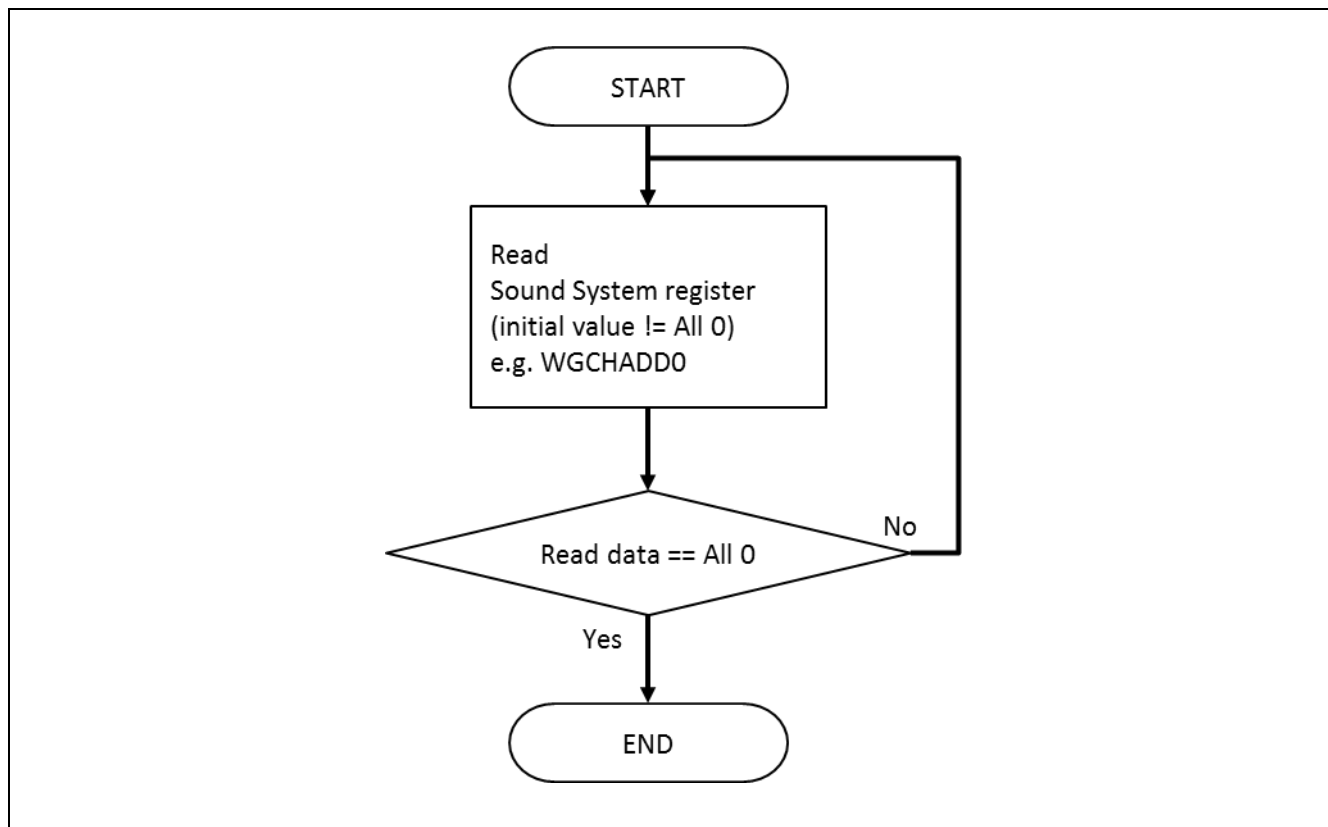 START
Read
Sound System register
(initial value != All 0)
e.g. WGCHADD0
No
Read data == All 0
Yes
END